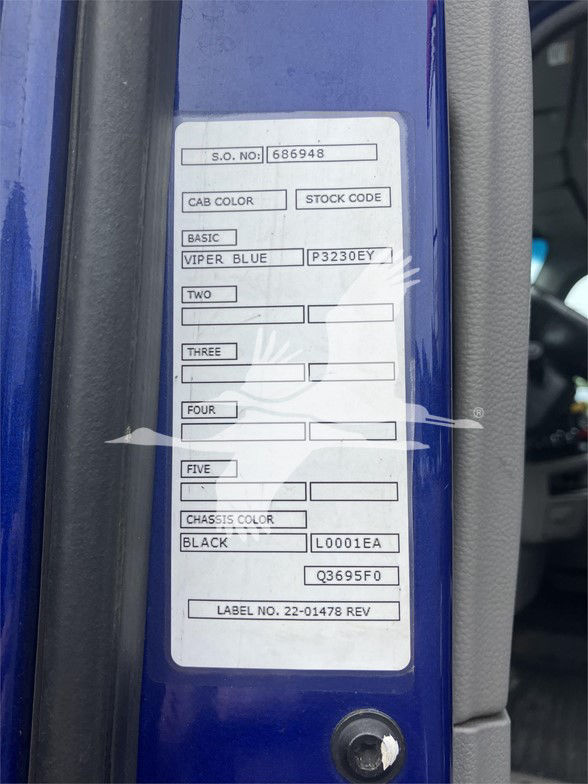 S.O. NO: 686948
CAB COLOR STOCK CODE
BASIC
VIPER BLUE P3230EY
TWO
THREE
FOUR
®
FIVE
CHASSIS COLOR
BLACK L0001EA
Q3695F0
LABEL NO. 22-01478 REV